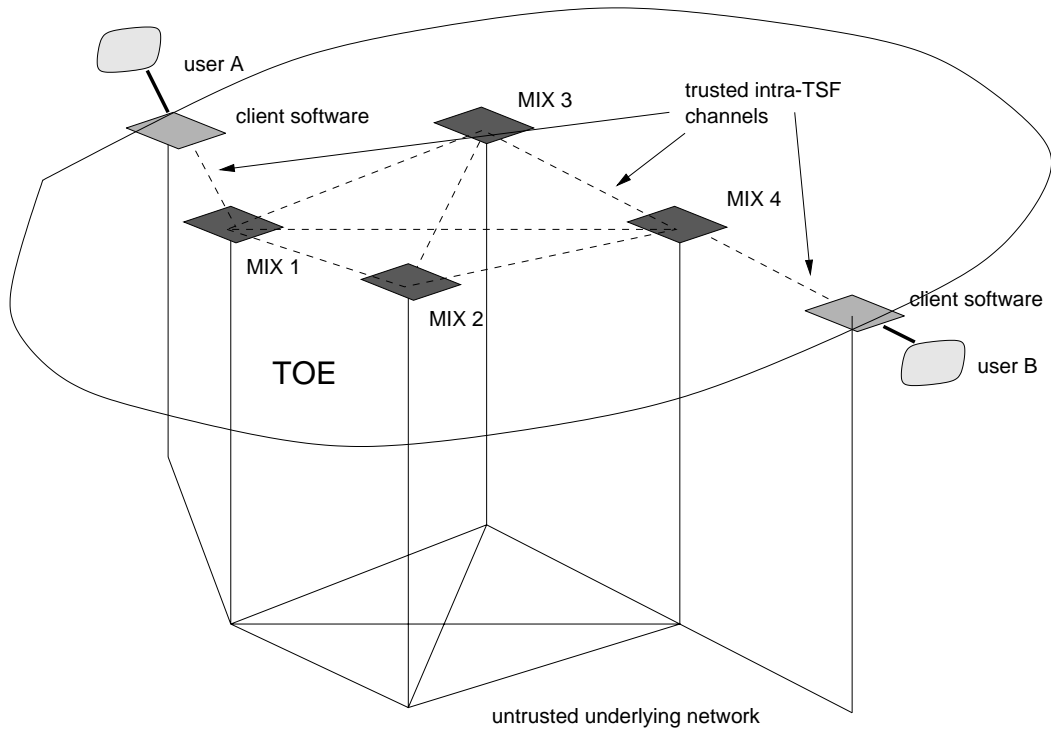 user A
client software
MIX 3
trusted intra-TSF
channels
MIX 4
MIX 1
MIX 2
client software
user B
TOE
untrusted underlying network